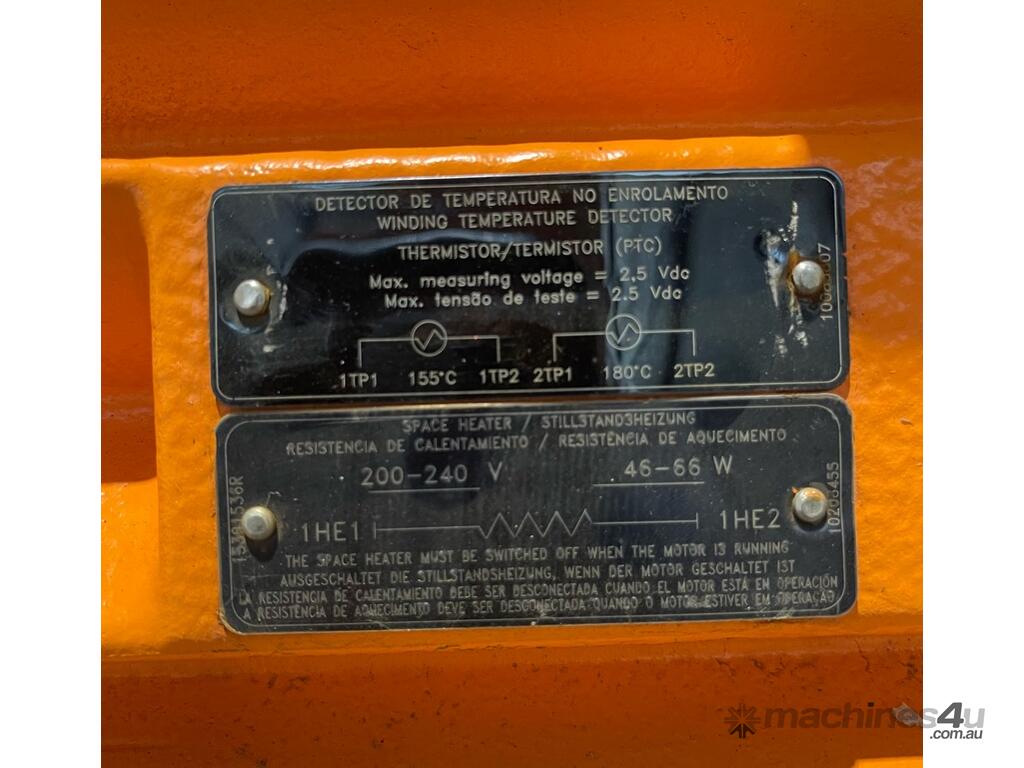 DETECTOR DE TEMPERATURA NO ENROLAMENTO
WINDING TEMPERATURE DETECTOR
THERMISTOR/TERMISTOR (PTC)
Max. measuring voltage = 2,5 Vdc
Max. tensão de teste = 2.5 Vdc
1TP1 155°C 1TP2 2TP1 180°C 2TP2
SPACE HEATER / STILLSTANDSHEIZUNG
RESISTENCIA DE CALENTAMIENTO / RESISTÊNCIA DE AQUECIMENTO
200-240 V 46-66 W
1HE1 1HE2
THE SPACE HEATER MUST BE SWITCHED OFF WHEN THE MOTOR IS RUNNING
AUSGESCHALTET DIE STILLSTANDSHEIZUNG, WENN DER MOTOR GESCHALTET IST
LA RESISTENCIA DE CALENTAMIENTO DEBE SER DESCONECTADA CUANDO EL MOTOR ESTÁ EN OPERACIÓN
A RESISTÊNCIA DE AQUECIMENTO DEVE SER DESCONECTADA QUANDO O MOTOR ESTIVER EM OPERAÇÃO
machines4u
.com.au